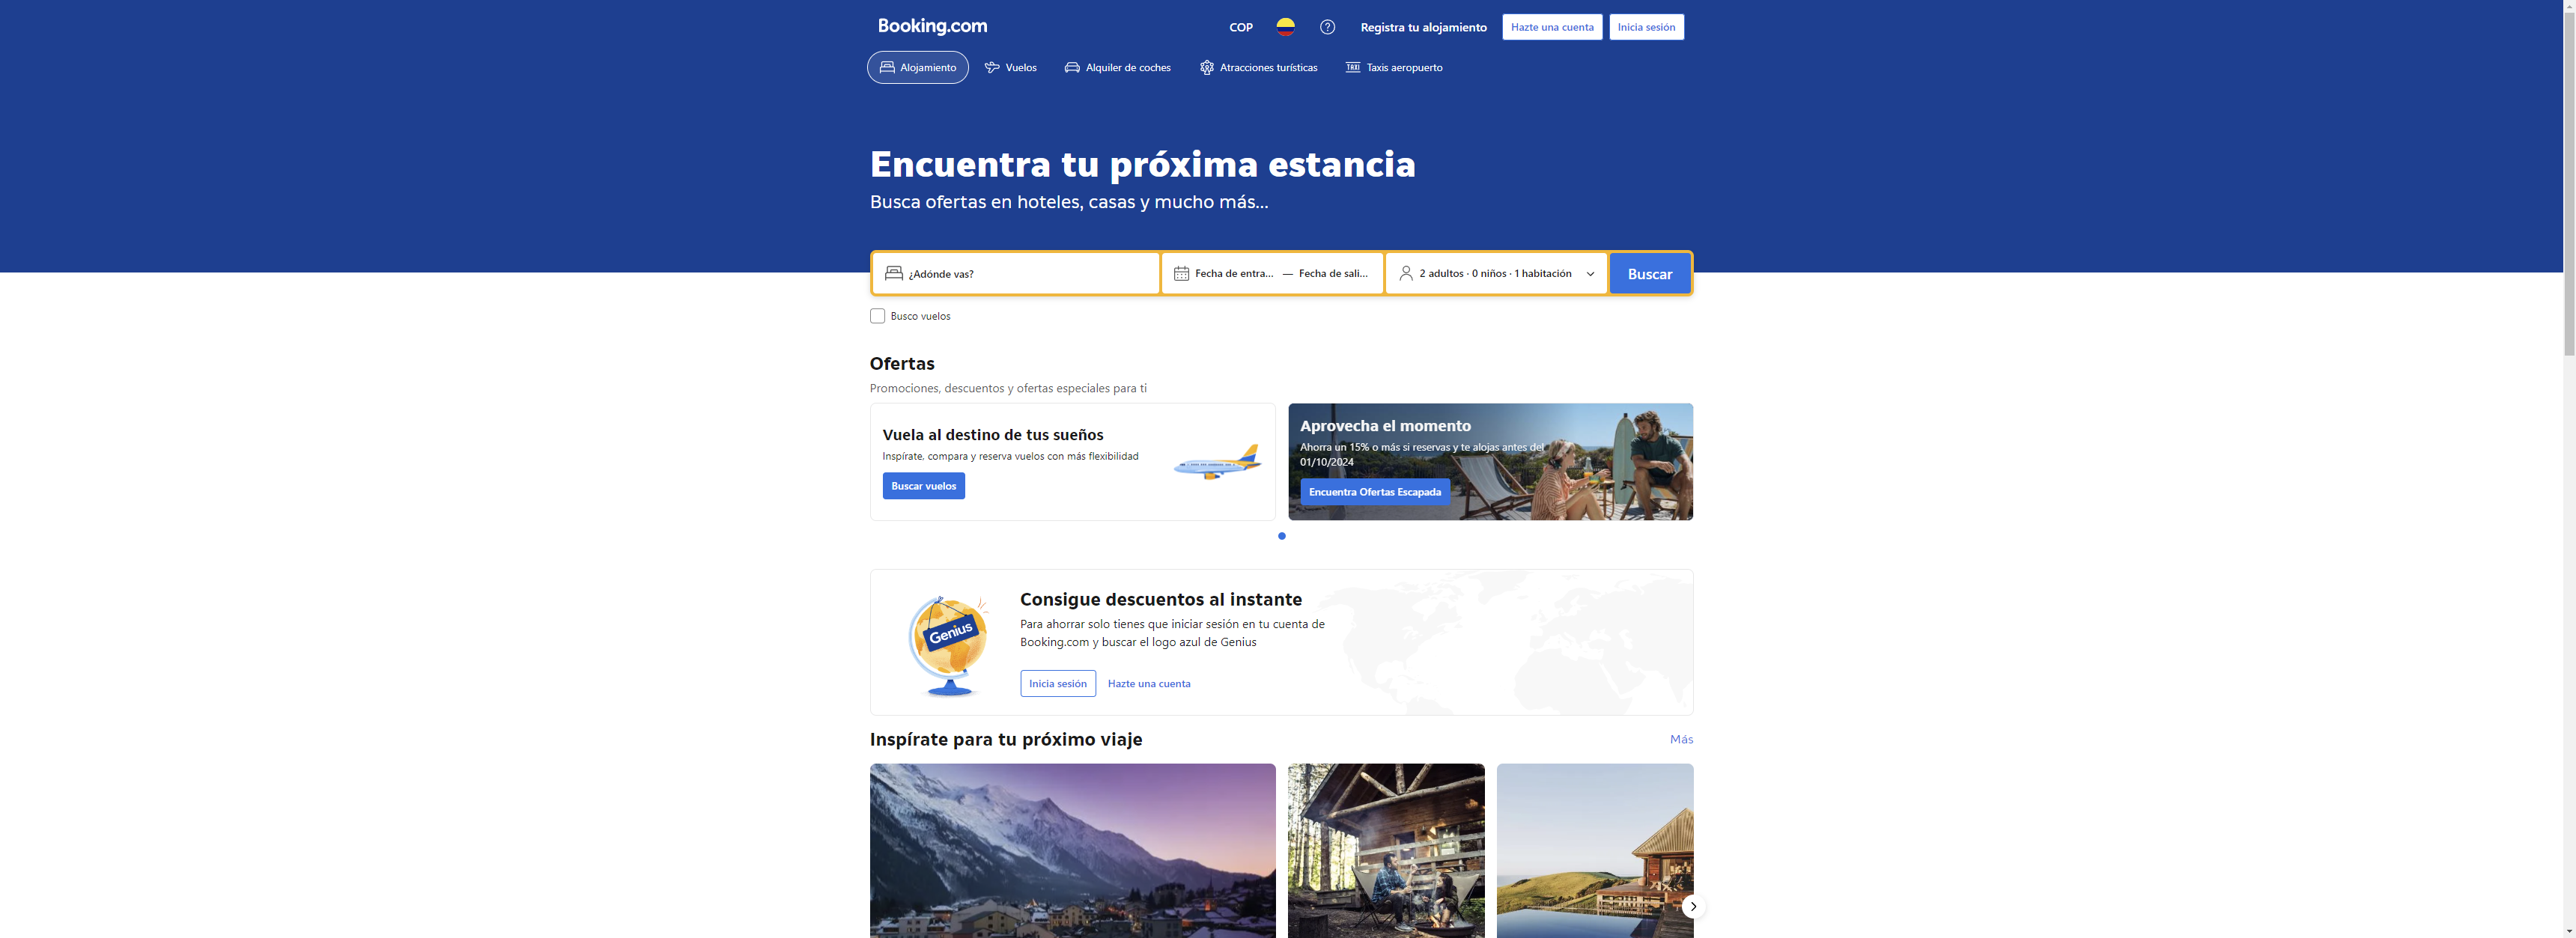 Booking.com
COP
Registra tu alojamiento
Hazte una cuenta
Inicia sesión
Alojamiento
Vuelos
Alquiler de coches
Atracciones turísticas
TAXI
Taxis aeropuerto
Encuentra tu próxima estancia
Busca ofertas en hoteles, casas y mucho más...
¿Adónde vas?
Fecha de entra... — Fecha de sali...
2 adultos · 0 niños · 1 habitación
Buscar
Busco vuelos
Ofertas
Promociones, descuentos y ofertas especiales para ti
Vuela al destino de tus sueños
Inspírate, compara y reserva vuelos con más flexibilidad
Buscar vuelos
Aprovecha el momento
Ahorra un 15% o más si reservas y te alojas antes del
01/10/2024
Encuentra Ofertas Escapada
Genius
Consigue descuentos al instante
Para ahorrar solo tienes que iniciar sesión en tu cuenta de
Booking.com y buscar el logo azul de Genius
Inicia sesión
Hazte una cuenta
Inspírate para tu próximo viaje
Más